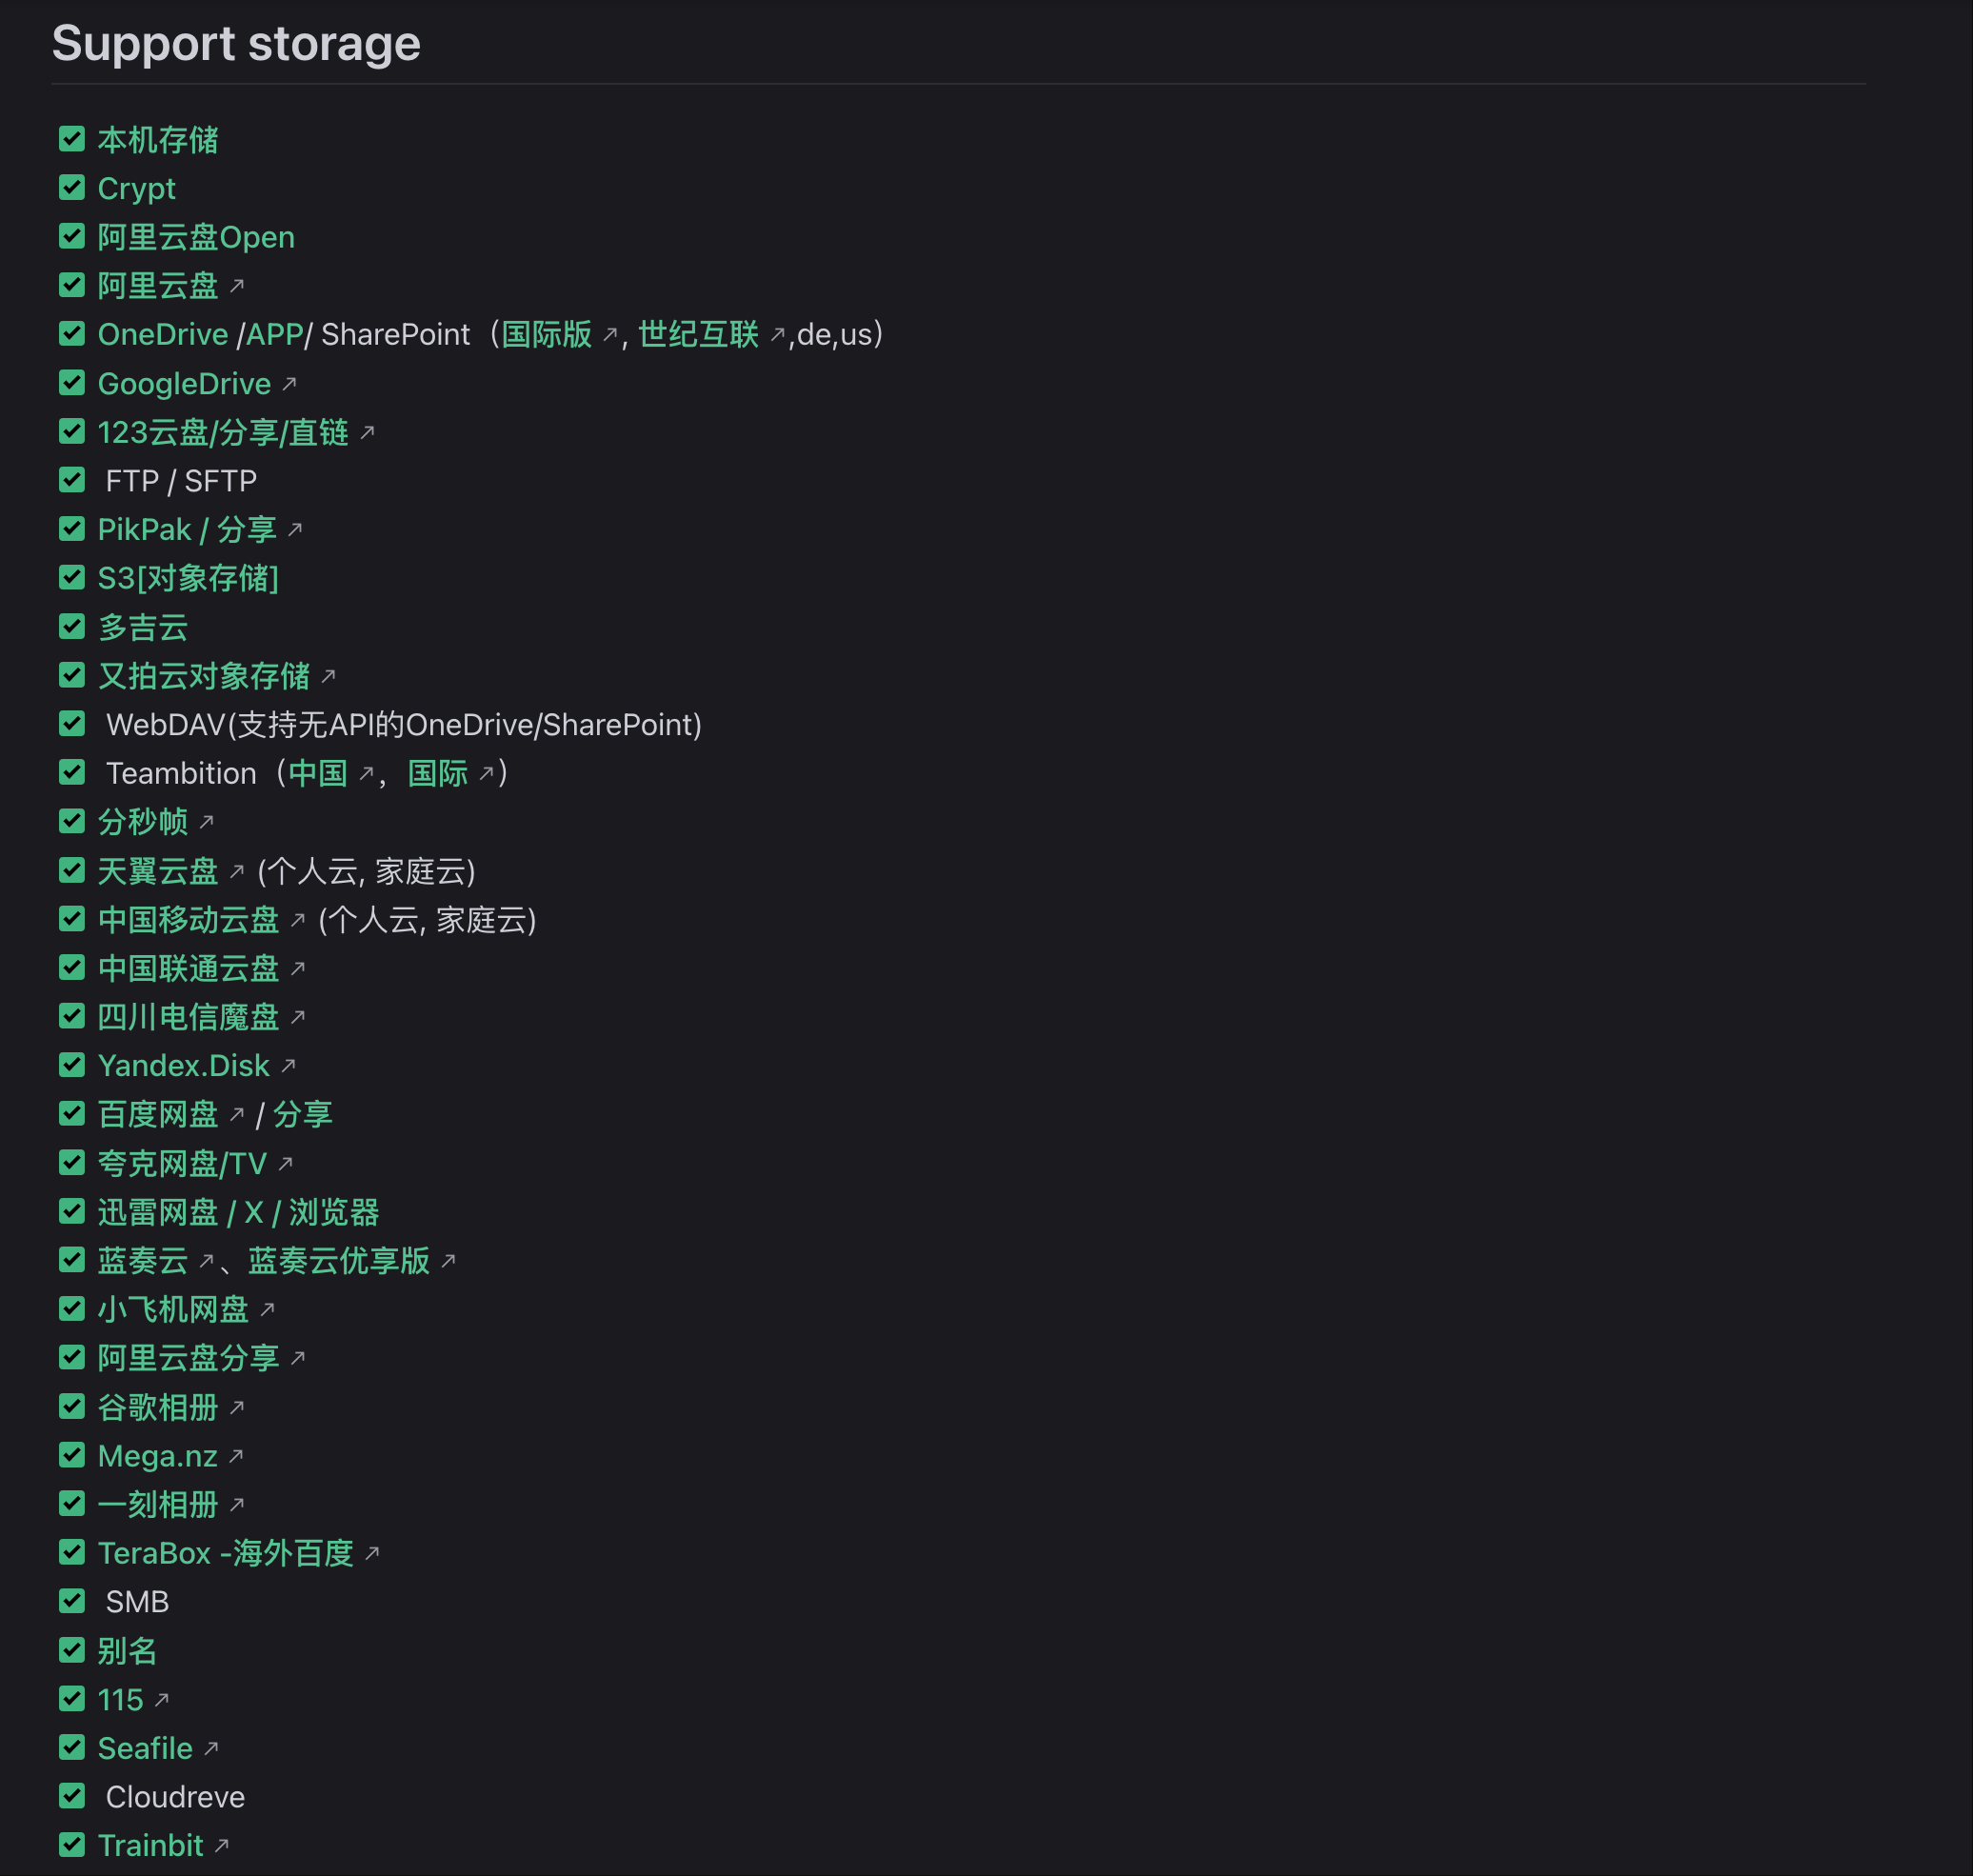 Support storage
本机存储
Crypt
阿里云盘Open
阿里云盘
OneDrive /APP/ SharePoint（国际版, 世纪互联,de,us）
GoogleDrive
123云盘/分享/直链
FTP / SFTP
PikPak / 分享
S3[对象存储]
多吉云
又拍云对象存储
WebDAV(支持无API的OneDrive/SharePoint)
Teambition（中国，国际）
分秒帧
天翼云盘 (个人云, 家庭云)
中国移动云盘 (个人云, 家庭云)
中国联通云盘
四川电信魔盘
Yandex.Disk
百度网盘 / 分享
夸克网盘/TV
迅雷网盘 / X / 浏览器
蓝奏云、蓝奏云优享版
小飞机网盘
阿里云盘分享
谷歌相册
Mega.nz
一刻相册
TeraBox -海外百度
SMB
别名
115
Seafile
Cloudreve
Trainbit